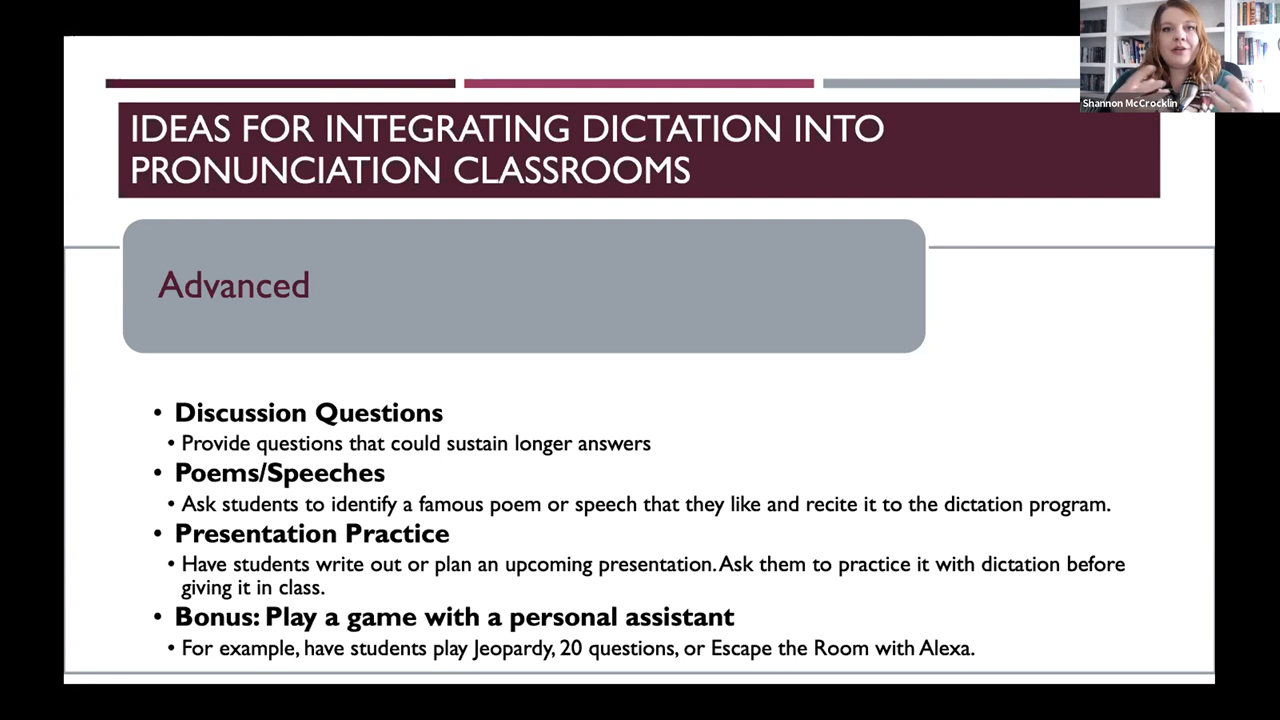 Shannon McCrocklin
IDEAS FOR INTEGRATING DICTATION INTO
PRONUNCIATION CLASSROOMS
Advanced
• Discussion Questions
• Provide questions that could sustain longer answers
• Poems/Speeches
• Ask students to identify a famous poem or speech that they like and recite it to the dictation program.
• Presentation Practice
• Have students write out or plan an upcoming presentation. Ask them to practice it with dictation before
giving it in class.
• Bonus: Play a game with a personal assistant
• For example, have students play Jeopardy, 20 questions, or Escape the Room with Alexa.